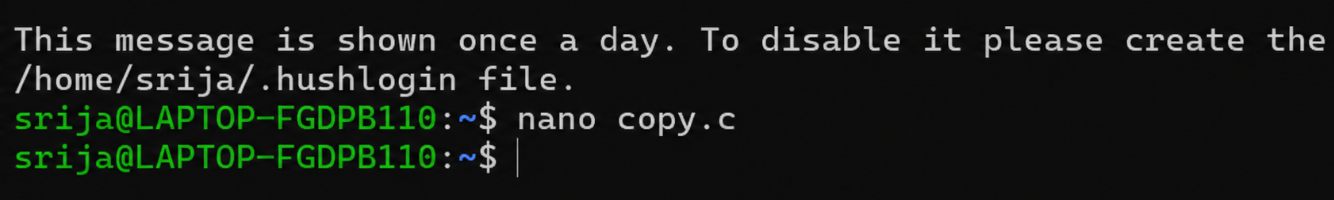 This message is shown once a day. To disable it please create the
/home/srija/.hushlogin file.
srija@LAPTOP-FGDPB110:~$ nano copy.c
srija@LAPTOP-FGDPB110:~$